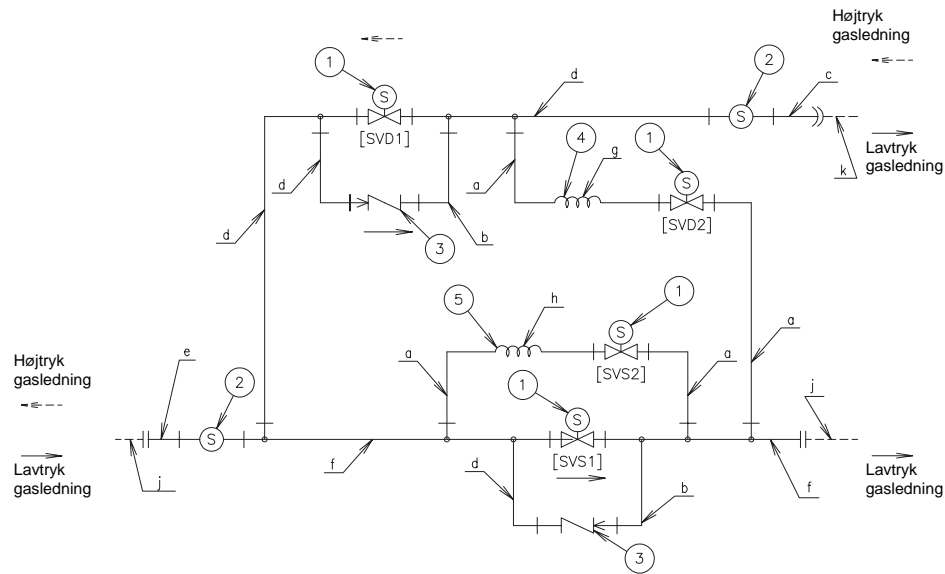 Højtryk
gasledning
1
2
d
c
S
S
[SVD1]
Lavtryk
gasledning
k
4
g
1
d
a
S
[SVD2]
d
b
3
5
h
1
S
[SVS2]
a
a
a
Højtryk
gasledning
e
2
1
j
S
S
[SVS1]
Lavtryk
gasledning
j
f
d
b
f
Lavtryk
gasledning
3